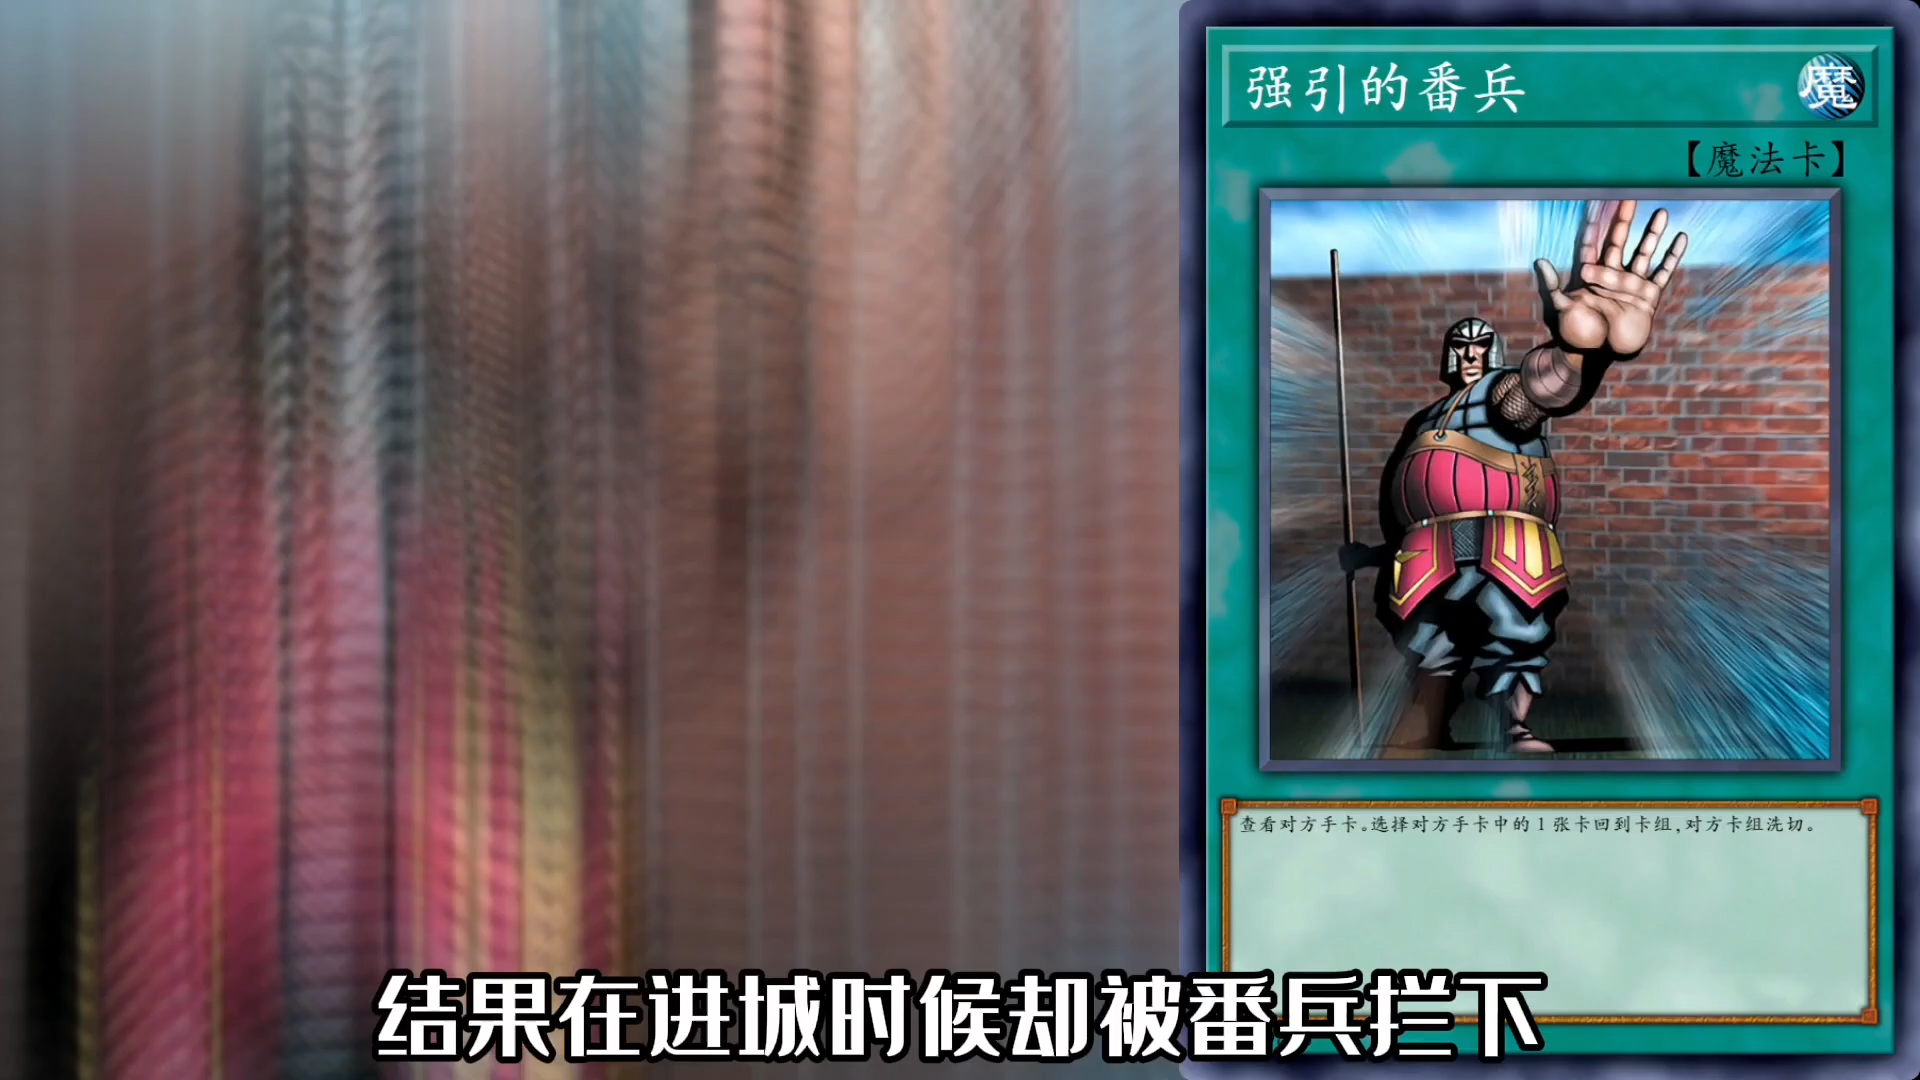 强引的番兵
魔
【魔法卡】
查看对方手卡。选择对方手卡中的1张卡回到卡组,对方卡组洗切。
结果在进城时候却被番兵拦下